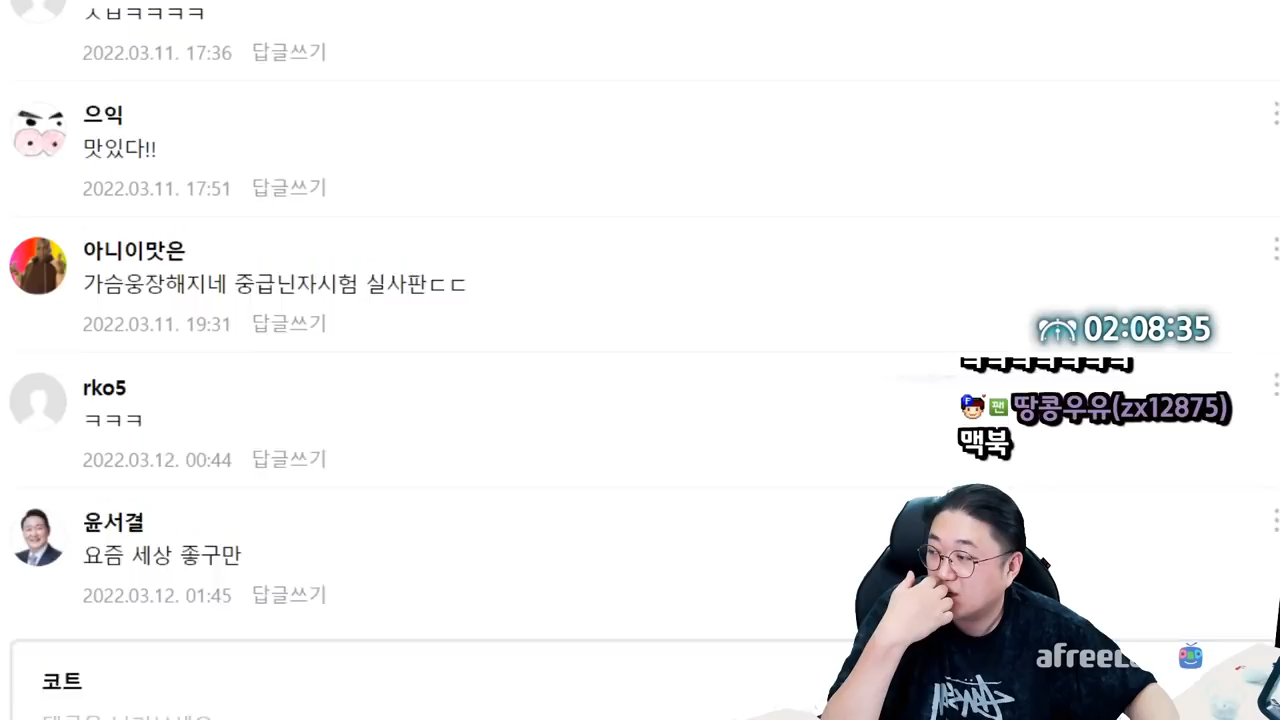 ㅅㅂㅋㅋㅋㅋ
2022.03.11. 17:36 답글쓰기
으익
맛있다!!
2022.03.11. 17:51 답글쓰기
아니이맛은
가슴웅장해지네 중급닌자시험 실사판ㄷㄷ
2022.03.11. 19:31 답글쓰기
02:08:35
땅콩우유(zx12875)
맥북
rko5
ㅋㅋㅋ
2022.03.12. 00:44 답글쓰기
윤서결
요즘 세상 좋구만
2022.03.12. 01:45 답글쓰기
코트